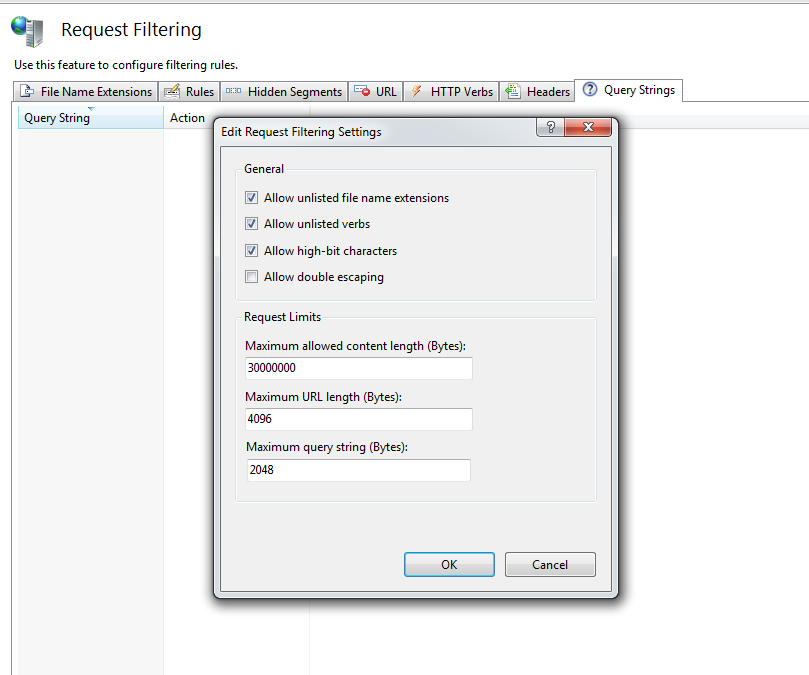 Request Filtering
Use this feature to configure filtering rules.
File Name Extensions Rules Hidden Segments URL HTTP Verbs Headers Query Strings
Query String Action
Edit Request Filtering Settings
General
Allow unlisted file name extensions
Allow unlisted verbs
Allow high-bit characters
Allow double escaping
Request Limits
Maximum allowed content length (Bytes):
30000000
Maximum URL length (Bytes):
4096
Maximum query string (Bytes):
2048
OK Cancel